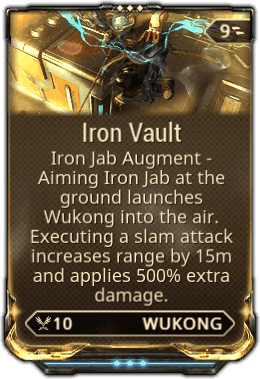 9
Iron Vault
Iron Jab Augment -
Aiming Iron Jab at the
ground launches
Wukong into the air.
Executing a slam attack
increases range by 15m
and applies 500% extra
damage.
10 WUKONG